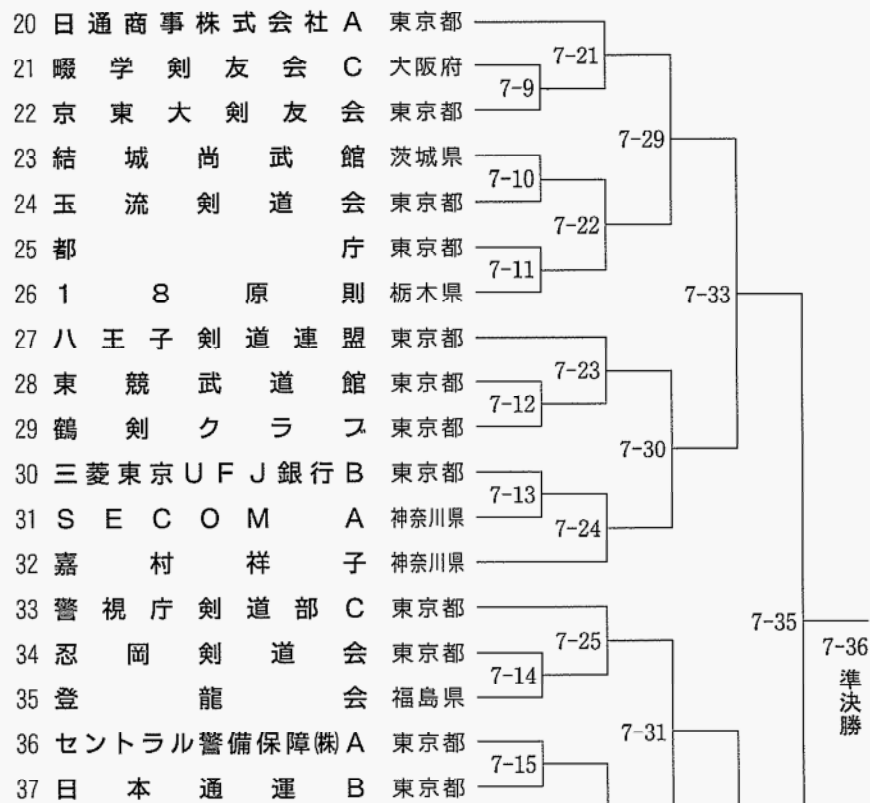 20 日通商事株式会社A 東京都
21 畷学剣友会C 大阪府
22 京東大剣友会 東京都
23 結城尚武館 茨城県
24 玉流剣道会 東京都
25 都庁 東京都
26 18原則 栃木県
27 八王子剣道連盟 東京都
28 東競武道館 東京都
29 鶴剣クラブ 東京都
30 三菱東京UFJ銀行B 東京都
31 SECOM A 神奈川県
32 嘉村祥子 神奈川県
33 警視庁剣道部C 東京都
34 忍岡剣道会 東京都
35 登龍会 福島県
36 セントラル警備保障㈱A 東京都
37 日本通運B 東京都
7-9
7-10
7-11
7-12
7-13
7-14
7-15
7-21
7-22
7-23
7-24
7-25
7-29
7-30
7-31
7-33
7-35
7-36
準決勝